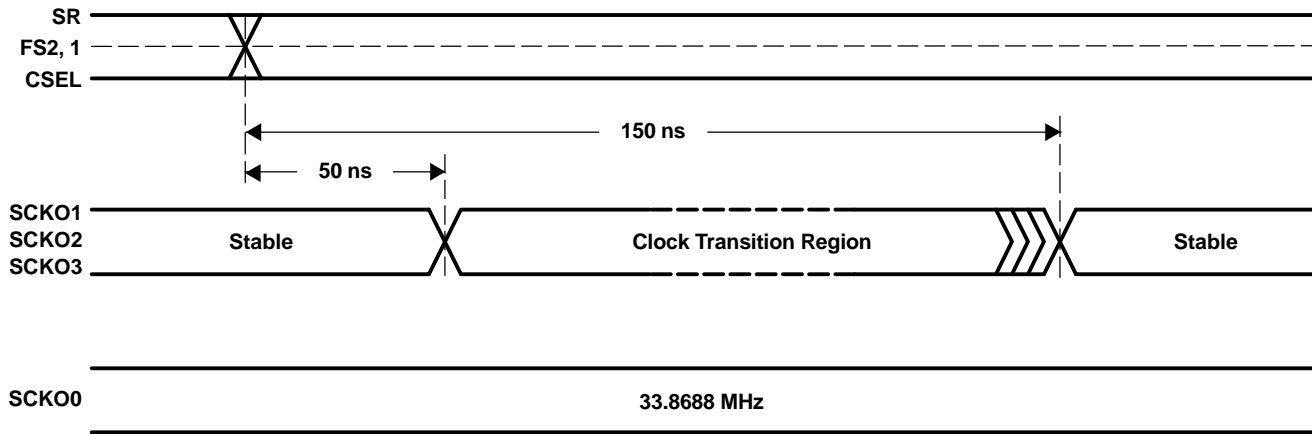 SR
FS2, 1
CSEL
150 ns
50 ns
SCKO1
SCKO2
SCKO3
Stable
Clock Transition Region
Stable
SCKO0
33.8688 MHz